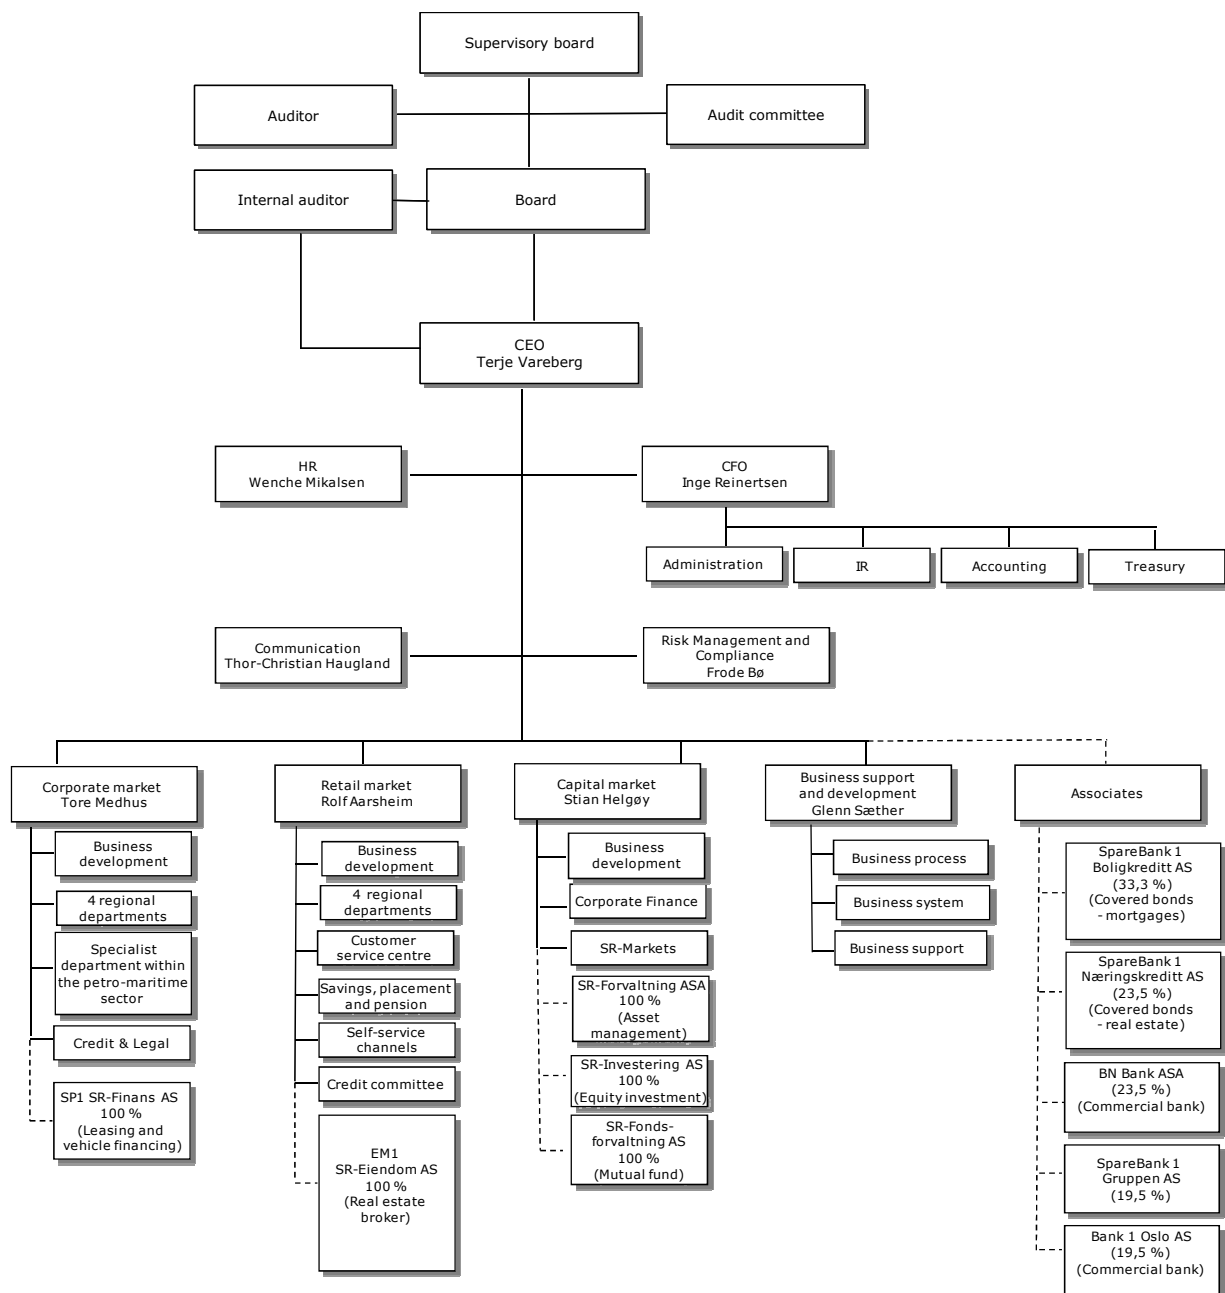 Supervisory board
Auditor
Audit committee
Internal auditor
Board
CEO
Terje Vareberg
HR
Wenche Mikalsen
CFO
Inge Reinertsen
Administration
IR
Accounting
Treasury
Communication
Thor-Christian Haugland
Risk Management and
Compliance
Frode Bø
Corporate market
Tore Medhus
Business
development
4 regional
departments
Specialist
department within
the petro-maritime
sector
Credit & Legal
SP1 SR-Finans AS
100 %
(Leasing and
vehicle financing)
Retail market
Rolf Aarsheim
Business
development
4 regional
departments
Customer
service centre
Savings, placement
and pension
Self-service
channels
Credit committee
EM1
SR-Eiendom AS
100 %
(Real estate
broker)
Capital market
Stian Helgøy
Business
development
Corporate Finance
SR-Markets
SR-Forvaltning ASA
100 %
(Asset
management)
SR-Investering AS
100 %
(Equity investment)
SR-Fonds-
forvaltning AS
100 %
(Mutual fund)
Business support
and development
Glenn Sæther
Business process
Business system
Business support
Associates
SpareBank 1
Boligkreditt AS
(33,3 %)
(Covered bonds
- mortgages)
SpareBank 1
Næringskreditt AS
(23,5 %)
(Covered bonds
- real estate)
BN Bank ASA
(23,5 %)
(Commercial bank)
SpareBank 1
Gruppen AS
(19,5 %)
Bank 1 Oslo AS
(19,5 %)
(Commercial bank)